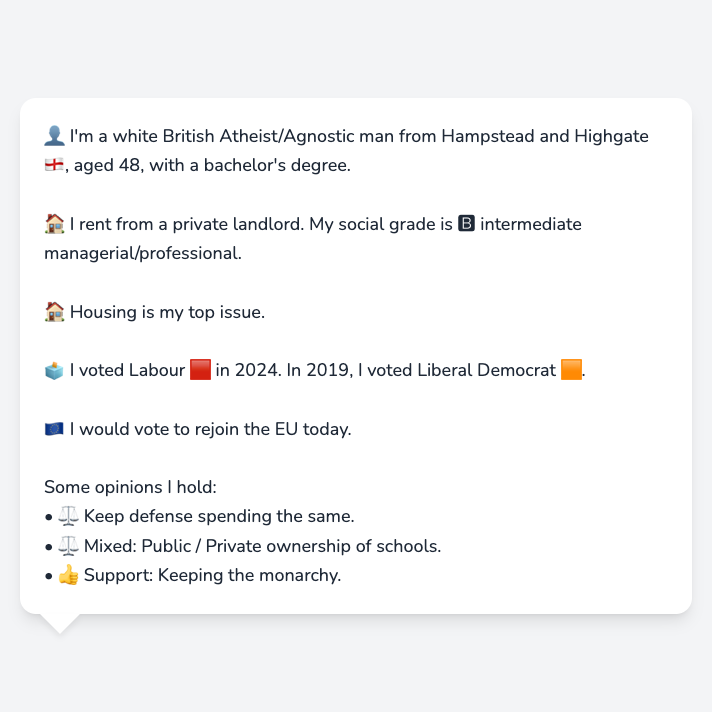 👤 I'm a white British Atheist/Agnostic man from Hampstead and Highgate
🏴󠁧󠁢󠁥󠁮󠁧󠁿, aged 48, with a bachelor's degree.
🏠 I rent from a private landlord. My social grade is 🅱 intermediate
managerial/professional.
🏠 Housing is my top issue.
🗳️ I voted Labour 🟥 in 2024. In 2019, I voted Liberal Democrat 🟧.
🇪🇺 I would vote to rejoin the EU today.
Some opinions I hold:
• ⚖️ Keep defense spending the same.
• ⚖️ Mixed: Public / Private ownership of schools.
• 👍 Support: Keeping the monarchy.